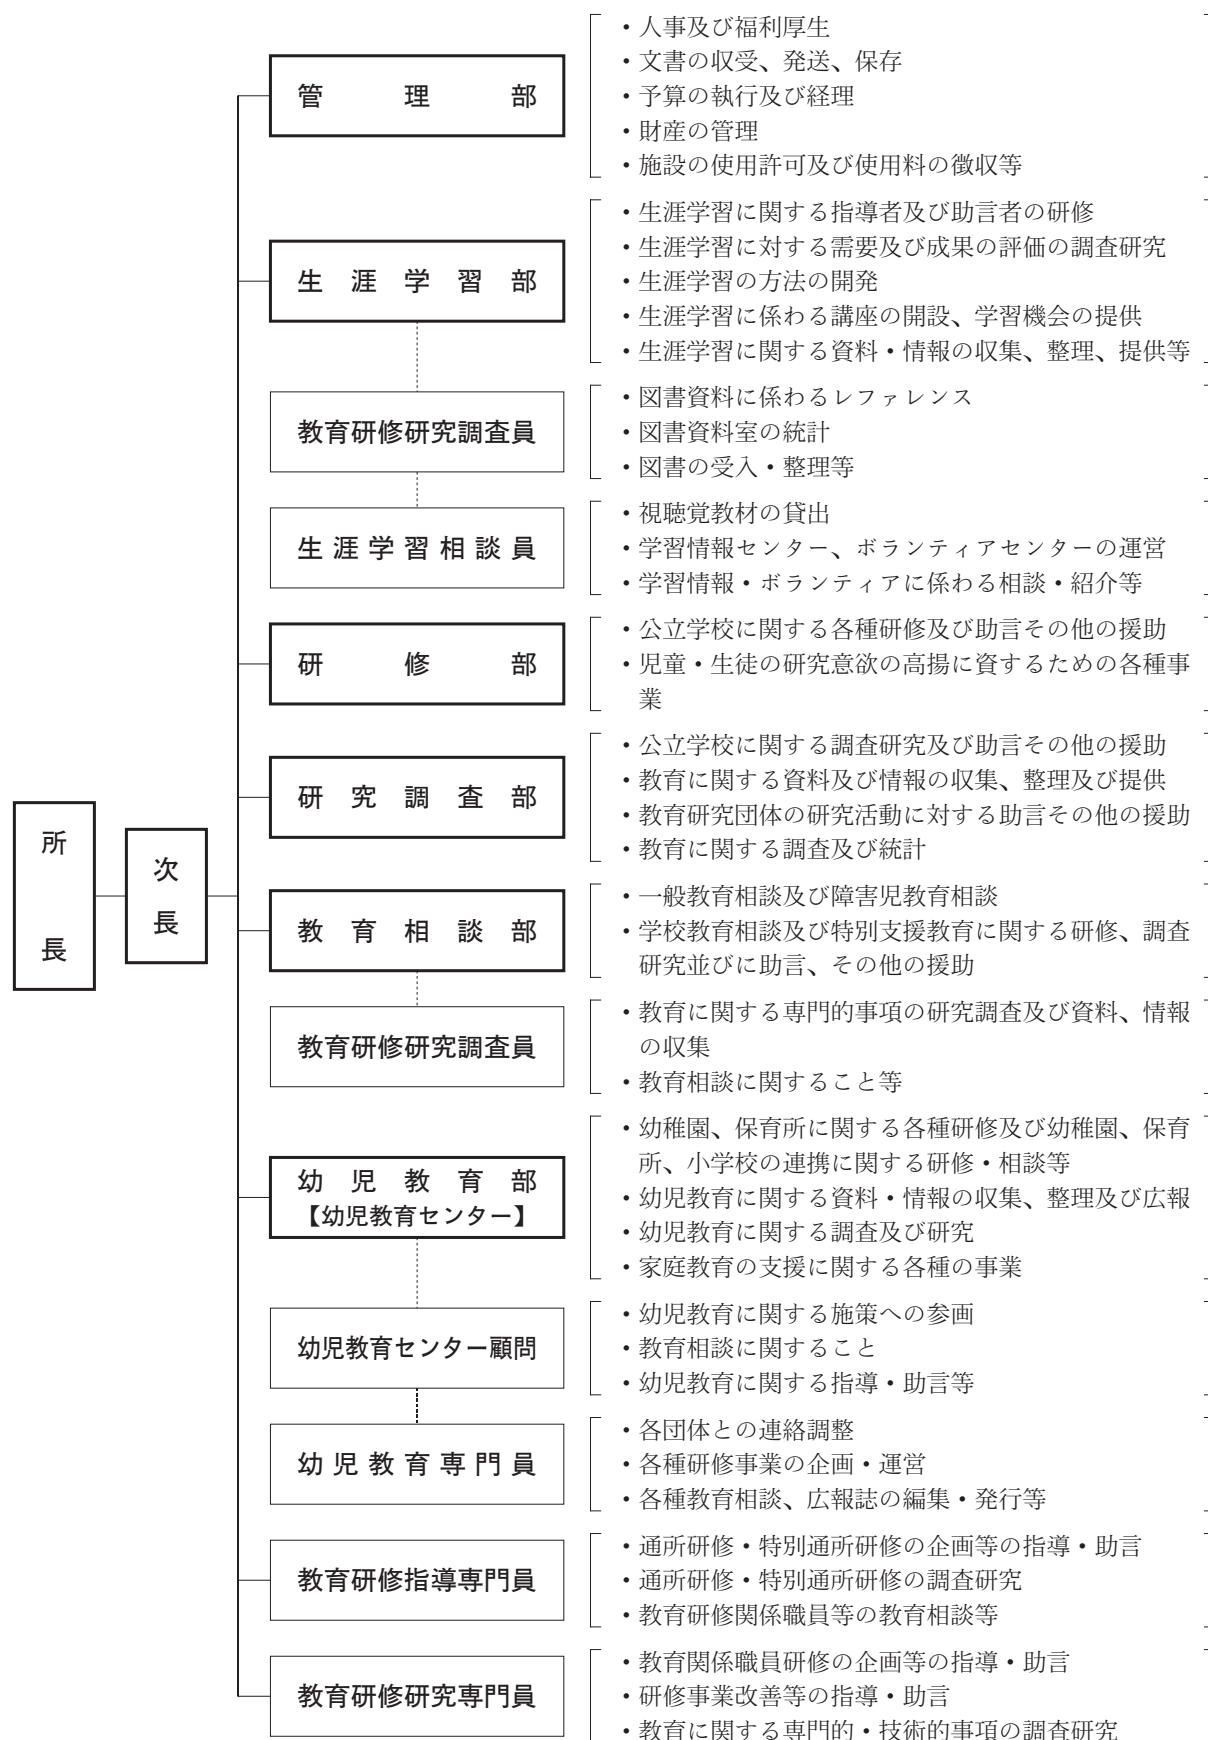 所長
次長
管理部
・人事及び福利厚生
・文書の収受、発送、保存
・予算の執行及び経理
・財産の管理
・施設の使用許可及び使用料の徴収等
生涯学習部
・生涯学習に関する指導者及び助言者の研修
・生涯学習に対する需要及び成果の評価の調査研究
・生涯学習の方法の開発
・生涯学習に係わる講座の開設、学習機会の提供
・生涯学習に関する資料・情報の収集、整理、提供等
教育研修研究調査員
・図書資料に係わるレファレンス
・図書資料室の統計
・図書の受入・整理等
生涯学習相談員
・視聴覚教材の貸出
・学習情報センター、ボランティアセンターの運営
・学習情報・ボランティアに係わる相談・紹介等
研修部
・公立学校に関する各種研修及び助言その他の援助
・児童・生徒の研究意欲の高揚に資するための各種事
業
研究調査部
・公立学校に関する調査研究及び助言その他の援助
・教育に関する資料及び情報の収集、整理及び提供
・教育研究団体の研究活動に対する助言その他の援助
・教育に関する調査及び統計
教育相談部
・一般教育相談及び障害児教育相談
・学校教育相談及び特別支援教育に関する研修、調査
研究並びに助言、その他の援助
教育研修研究調査員
・教育に関する専門的事項の研究調査及び資料、情報
の収集
・教育相談に関すること等
幼児教育部
【幼児教育センター】
・幼稚園、保育所に関する各種研修及び幼稚園、保育
所、小学校の連携に関する研修・相談等
・幼児教育に関する資料・情報の収集、整理及び広報
・幼児教育に関する調査及び研究
・家庭教育の支援に関する各種の事業
幼児教育センター顧問
・幼児教育に関する施策への参画
・教育相談に関すること
・幼児教育に関する指導・助言等
幼児教育専門員
・各団体との連絡調整
・各種研修事業の企画・運営
・各種教育相談、広報誌の編集・発行等
教育研修指導専門員
・通所研修・特別通所研修の企画等の指導・助言
・通所研修・特別通所研修の調査研究
・教育研修関係職員等の教育相談等
教育研修研究専門員
・教育関係職員研修の企画等の指導・助言
・研修事業改善等の指導・助言
・教育に関する専門的・技術的事項の調査研究